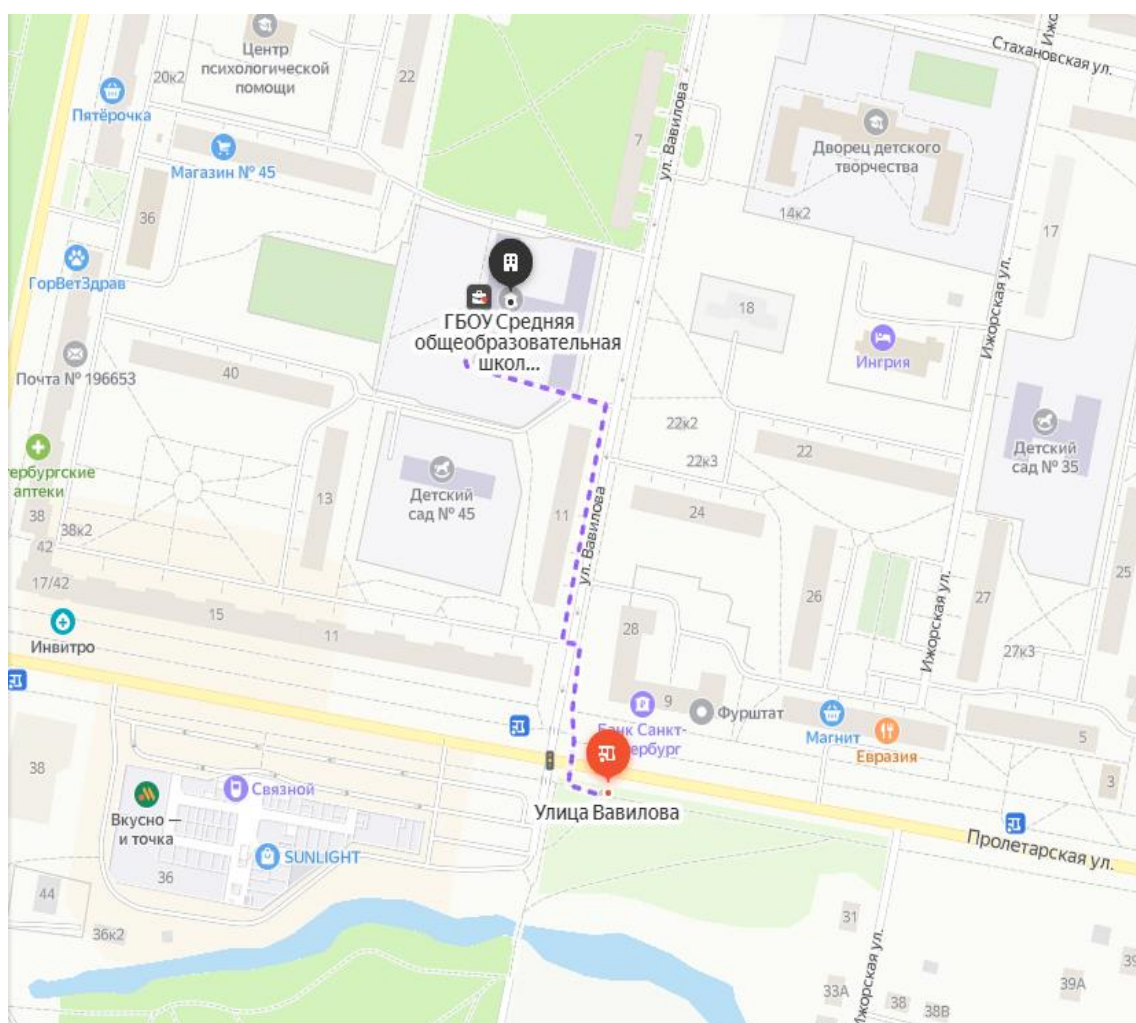 Стахановская ул.
Центр
психологической
помощи
20к2
22
Пятёрочка
ул. Вавилова
7
Дворец детского
творчества
Магазин № 45
14к2
17
36
ГорВетЗдрав
Ижорская ул.
ГБОУ Средняя
общеобразовательная
школ...
18
Ингрия
Почта № 196653
40
22к2
22
22к3
Детский
сад № 35
Детский
сад № 45
13
11
24
аптеки
38
38к2
42
17/42
15
11
ул. Вавилова
26
27
25
Ижорская ул.
28
27к3
Инвитро
9
Фурштат
Банк Санкт-
Магнит
Евразия
5
3
38
Связной
Вкусно —
и точка
Улица Вавилова
Пролетарская ул.
SUNLIGHT
36
44
36к2
31
Ижорская ул.
33А
38
38В
39А